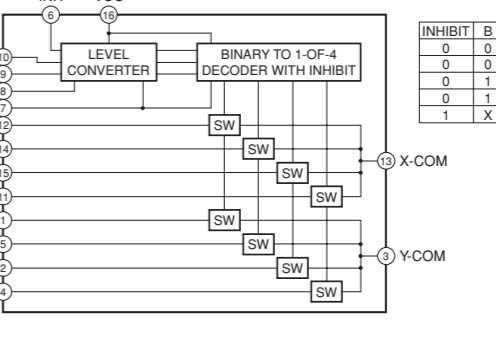 6 16
10
9
8
7
LEVEL
CONVERTER
BINARY TO 1-OF-4
DECODER WITH INHIBIT
12 SW
14 SW
15 SW
11 SW
13 X-COM
1 SW
5 SW
2 SW
4 SW
3 Y-COM
INHIBIT B
0 0
0 0
0 1
0 1
1 X